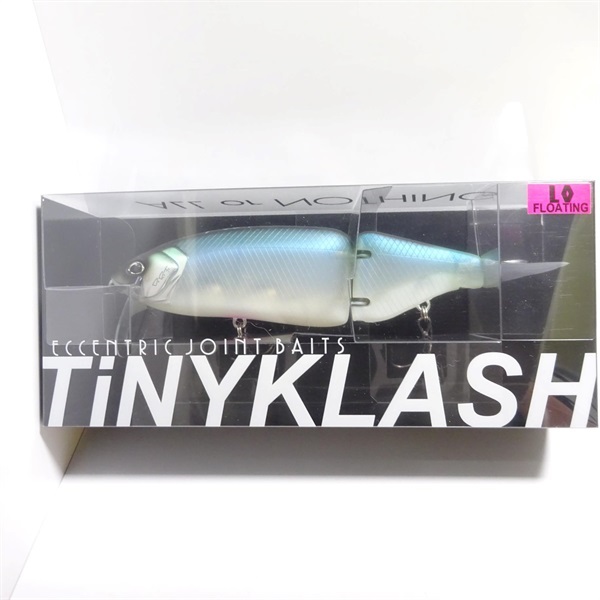 ALL or NOTHING
LO
FLOATING
ECCENTRIC JOINT BAITS
TiNYKLASH